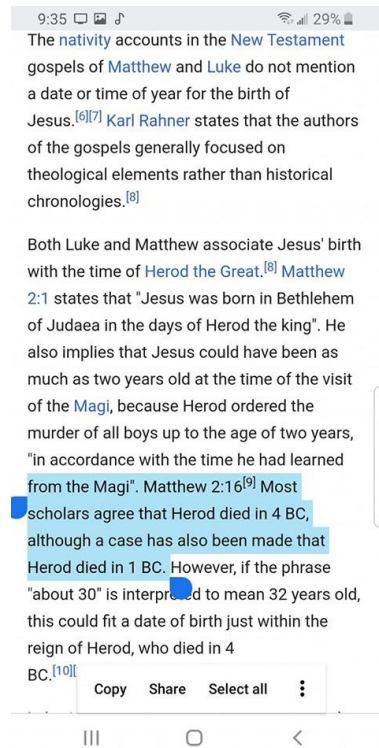 9:35 29%
The nativity accounts in the New Testament
gospels of Matthew and Luke do not mention
a date or time of year for the birth of
Jesus.[6][7] Karl Rahner states that the authors
of the gospels generally focused on
theological elements rather than historical
chronologies.[8]
Both Luke and Matthew associate Jesus' birth
with the time of Herod the Great.[8] Matthew
2:1 states that "Jesus was born in Bethlehem
of Judaea in the days of Herod the king". He
also implies that Jesus could have been as
much as two years old at the time of the visit
of the Magi, because Herod ordered the
murder of all boys up to the age of two years,
"in accordance with the time he had learned
from the Magi". Matthew 2:16[9] Most
scholars agree that Herod died in 4 BC,
although a case has also been made that
Herod died in 1 BC. However, if the phrase
"about 30" is interpreted to mean 32 years old,
this could fit a date of birth just within the
reign of Herod, who died in 4
BC.[10][
Copy Share Select all